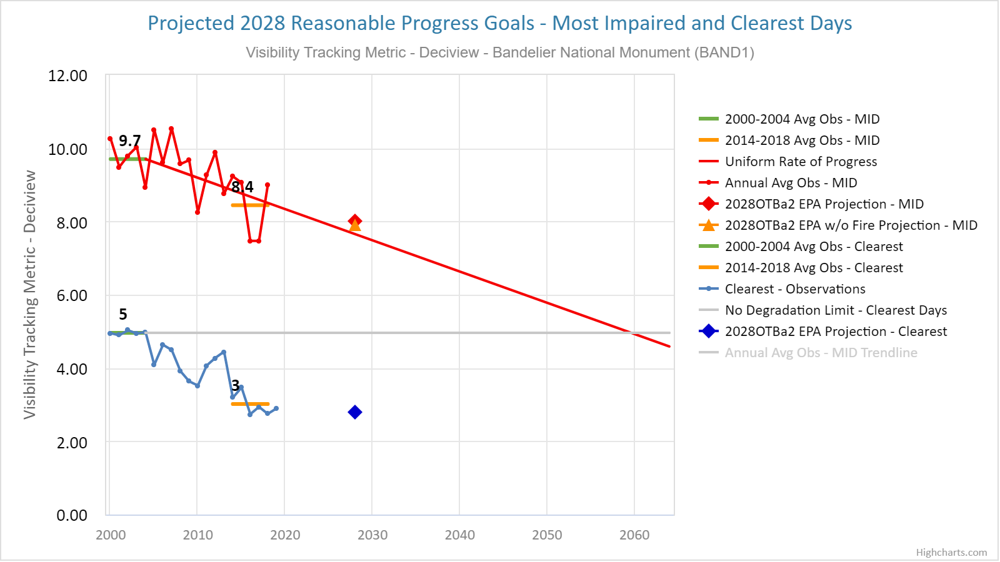 Projected 2028 Reasonable Progress Goals - Most Impaired and Clearest Days
Visibility Tracking Metric - Deciview - Bandelier National Monument (BAND1)
Visibility Tracking Metric - Deciview
12.00
10.00
8.00
6.00
4.00
2.00
0.00
9.7
8.4
5
3
2000
2010
2020
2030
2040
2050
2060
2000-2004 Avg Obs - MID
2014-2018 Avg Obs - MID
Uniform Rate of Progress
Annual Avg Obs - MID
2028OTBa2 EPA Projection - MID
2028OTBa2 EPA w/o Fire Projection - MID
2000-2004 Avg Obs - Clearest
2014-2018 Avg Obs - Clearest
Clearest - Observations
No Degradation Limit - Clearest Days
2028OTBa2 EPA Projection - Clearest
Annual Avg Obs - MID Trendline
Highcharts.com